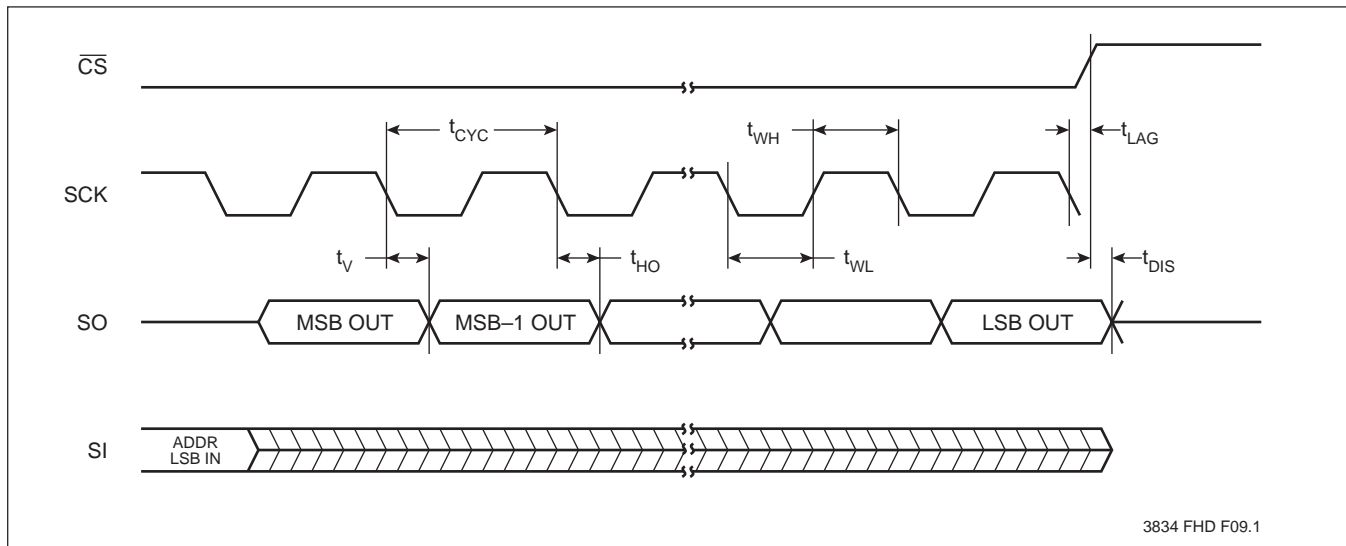 CS
tCYC
tWH
tLAG
SCK
tV
tHO
tWL
tDIS
SO
MSB OUT
MSB–1 OUT
LSB OUT
SI
ADDR
LSB IN
3834 FHD F09.1